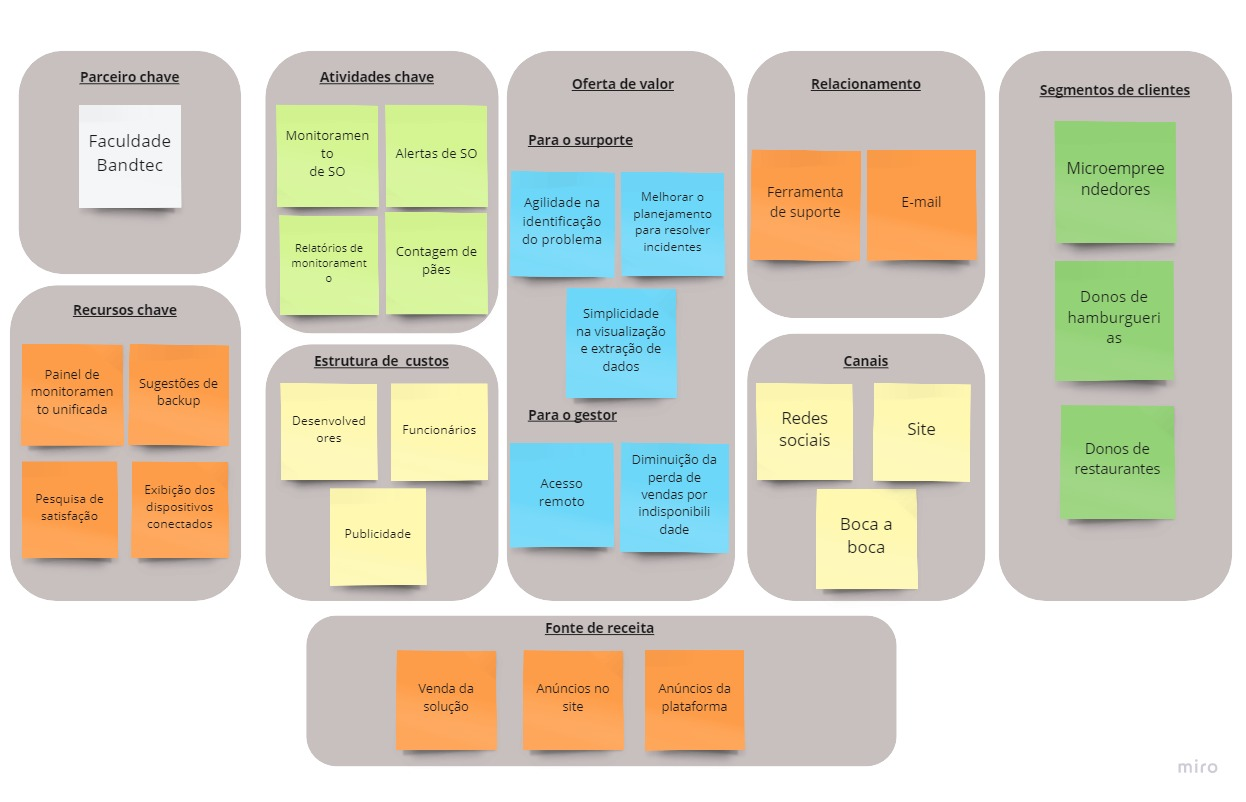 Parceiro chave
Faculdade
Bandtec
Recursos chave
Painel de
monitoramen
to unificada
Sugestões de
backup
Pesquisa de
satisfação
Exibição dos
dispositivos
conectados
Atividades chave
Monitoramen
to
de SO
Alertas de SO
Relatórios de
monitorament
o
Contagem de
pães
Estrutura de custos
Desenvolved
ores
Funcionários
Publicidade
Oferta de valor
Para o surporte
Agilidade na
identificação
do problema
Melhorar o
planejamento
para resolver
incidentes
Simplicidade
na visualização
e extração de
dados
Para o gestor
Acesso
remoto
Diminuição da
perda de
vendas por
indisponibili
dade
Relacionamento
Ferramenta
de suporte
E-mail
Canais
Redes
sociais
Site
Boca a
boca
Segmentos de clientes
Microempree
ndedores
Donos de
hamburgueri
as
Donos de
restaurantes
Fonte de receita
Venda da
solução
Anúncios no
site
Anúncios da
plataforma
miro